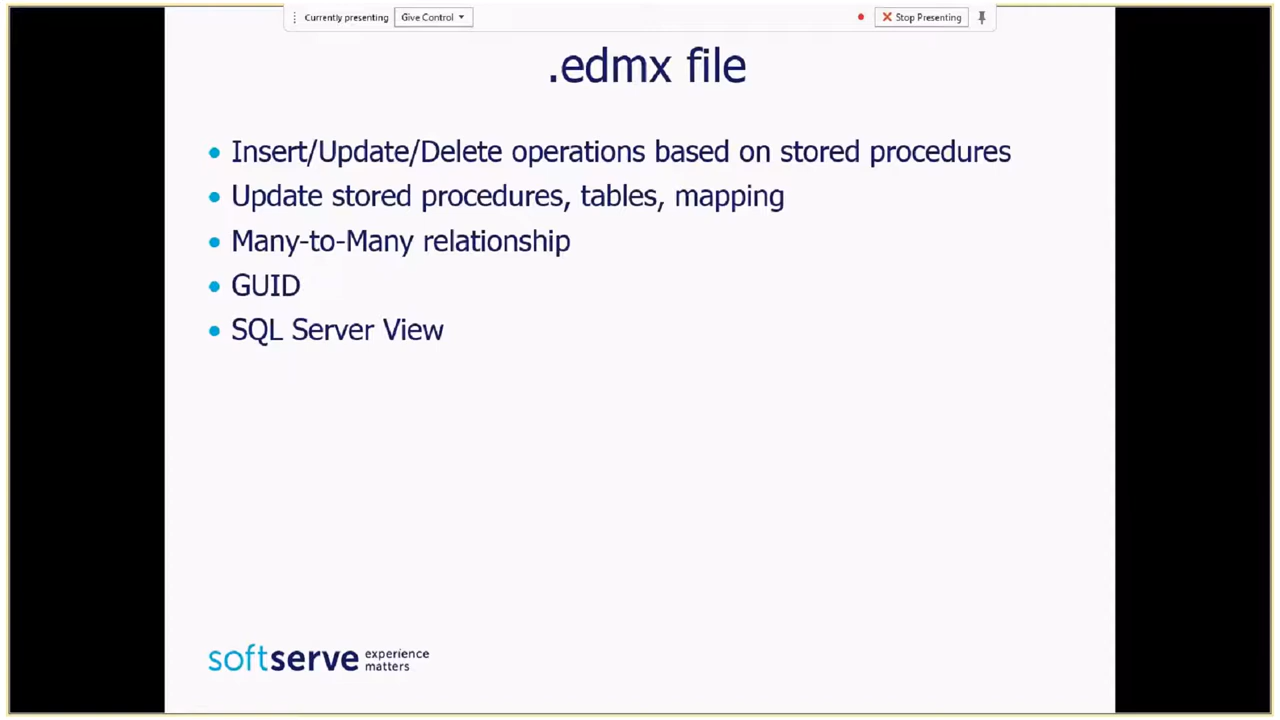 Currently presenting Give Control Stop Presenting
.edmx file
Insert/Update/Delete operations based on stored procedures
Update stored procedures, tables, mapping
Many-to-Many relationship
GUID
SQL Server View
softserve experience matters